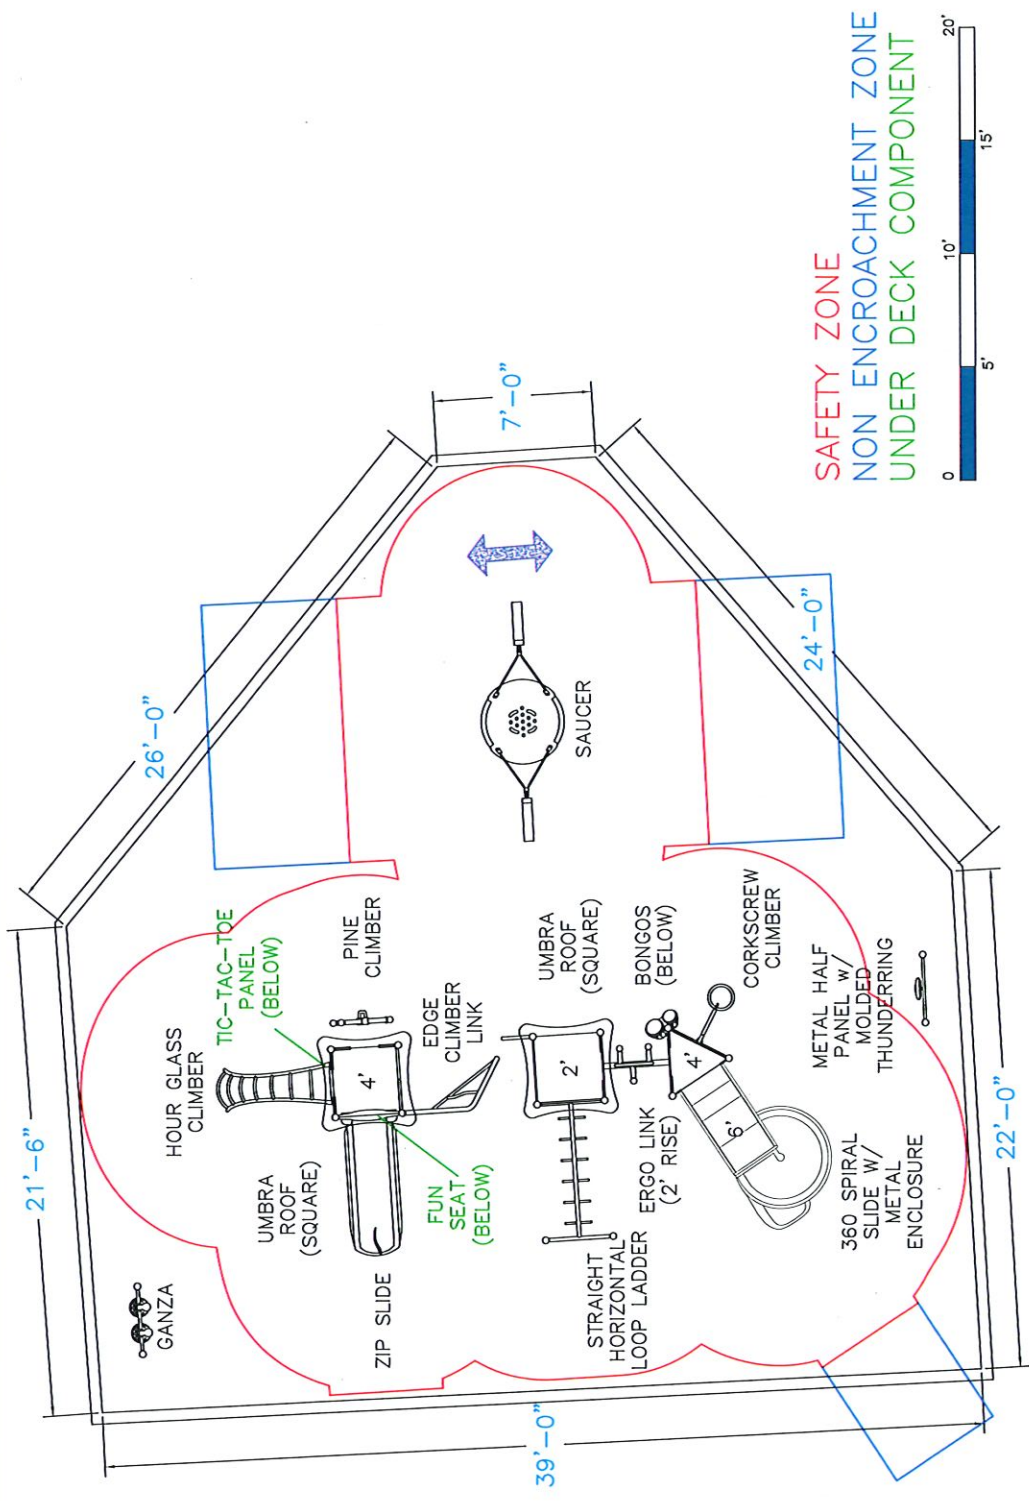 21'-6"
26'-0"
7'-0"
24'-0"
22'-0"
39'-0"
GANZA
HOUR GLASS
CLIMBER
TIC-TAC-TOE
PANEL
(BELOW)
PINE
CLIMBER
UMBRA
ROOF
(SQUARE)
4'
ZIP SLIDE
FUN
SEAT
(BELOW)
EDGE
CLIMBER
LINK
SAUCER
UMBRA
ROOF
(SQUARE)
2'
STRAIGHT
HORIZONTAL
LOOP LADDER
ERGO LINK
(2' RISE)
BONGOS
(BELOW)
CORKSCREW
CLIMBER
4'
6'
360 SPIRAL
SLIDE W/
METAL
ENCLOSURE
METAL HALF
PANEL w/
MOLDED
THUNDERRING
SAFETY ZONE
NON ENCROACHMENT ZONE
UNDER DECK COMPONENT
0
5'
10'
15'
20'